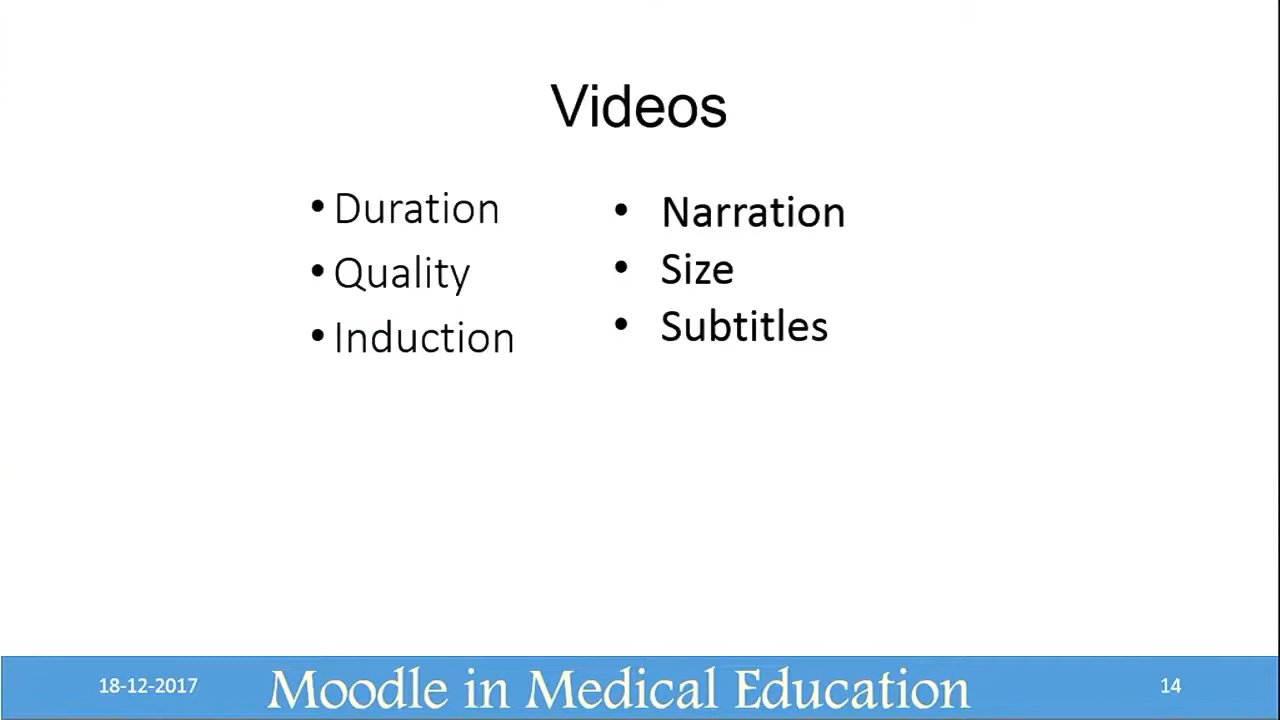 Videos
• Duration
• Quality
• Induction
• Narration
• Size
• Subtitles
18-12-2017
Moodle in Medical Education
14